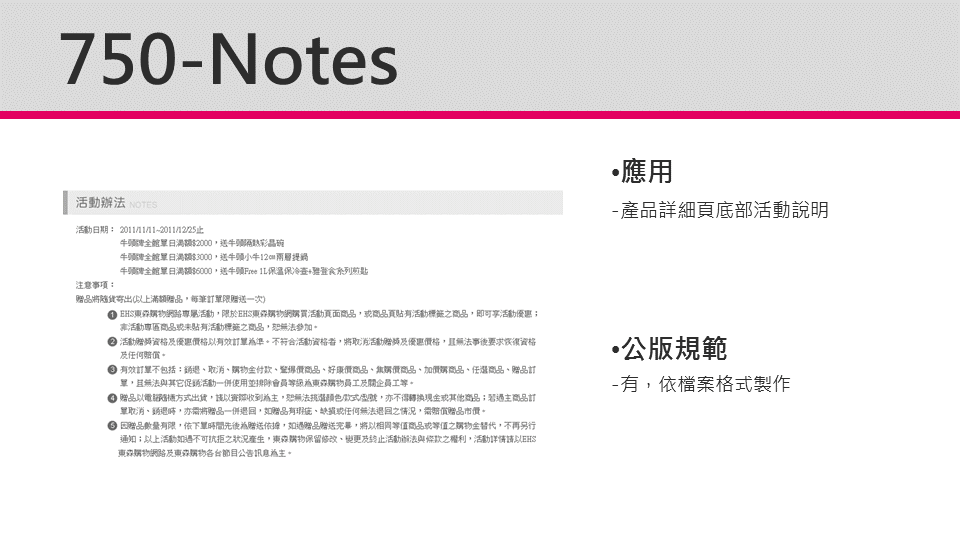 750-Notes
活動辦法 NOTES
活動日期： 2011/11/11~2011/12/25止
牛頭牌全館單日滿額$2000，送牛頭隔熱彩晶碗
牛頭牌全館單日滿額$3000，送牛頭小牛12㎝兩層提鍋
牛頭牌全館單日滿額$6000，送牛頭Free 1L保溫保冷壺+雅登食系列煎匙
注意事項：
贈品將隨貨寄出(以上滿額贈品，每筆訂單限贈送一次)
1 EHS東森購物網路專屬活動，限於EHS東森購物網購買活動頁面商品，或商品頁貼有活動標籤之商品，即可享活動優惠；
非活動專區商品或未貼有活動標籤之商品，恕無法參加。
2 活動贈獎資格及優惠價格以有效訂單為準。不符合活動資格者，將取消活動贈獎及優惠價格，且無法事後要求恢復資格
及任何賠償。
3 有效訂單不包括：銷退、取消、購物金付款、驚爆價商品、好康價商品、集購價商品、加價購商品、任選商品、贈品訂
單，且無法與其它促銷活動一併使用並排除會員等級為東森購物員工及關企員工等。
4 贈品以電腦隨機方式出貨，請以實際收到為主，恕無法挑選顏色/款式/型號，亦不得轉換現金或其他商品；若過主商品訂
單取消、銷退時，亦需將贈品一併退回，如贈品有瑕疵、缺損或任何無法退回之情況，需賠償贈品市價。
5 因贈品數量有限，依下單時間先後為贈送依據，如遇贈品贈送完畢，將以相同等值商品或等值之購物金替代，不再另行
通知；以上活動如遇不可抗拒之狀況產生，東森購物保留修改、變更及終止活動辦法與條款之權利，活動詳情請以EHS
東森購物網路及東森購物各台節目公告訊息為主。
•應用
-產品詳細頁底部活動說明
•公版規範
-有，依檔案格式製作